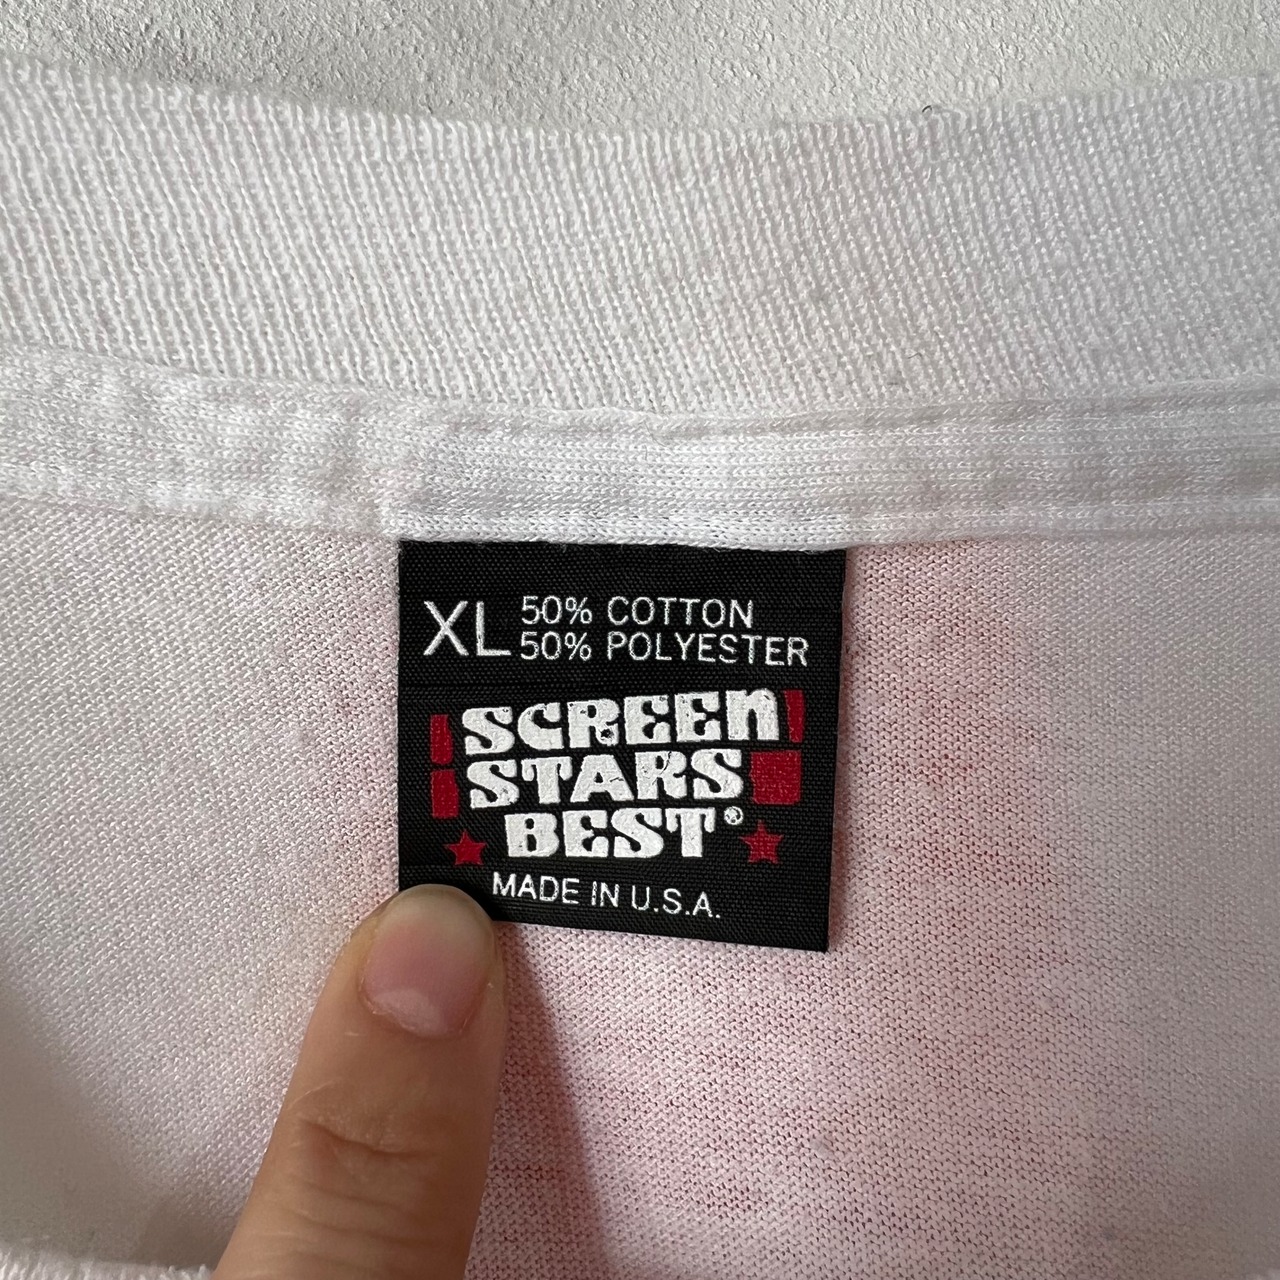 XL 50% COTTON
50% POLYESTER
SCREEN
STARS
BEST®
MADE IN U.S.A.